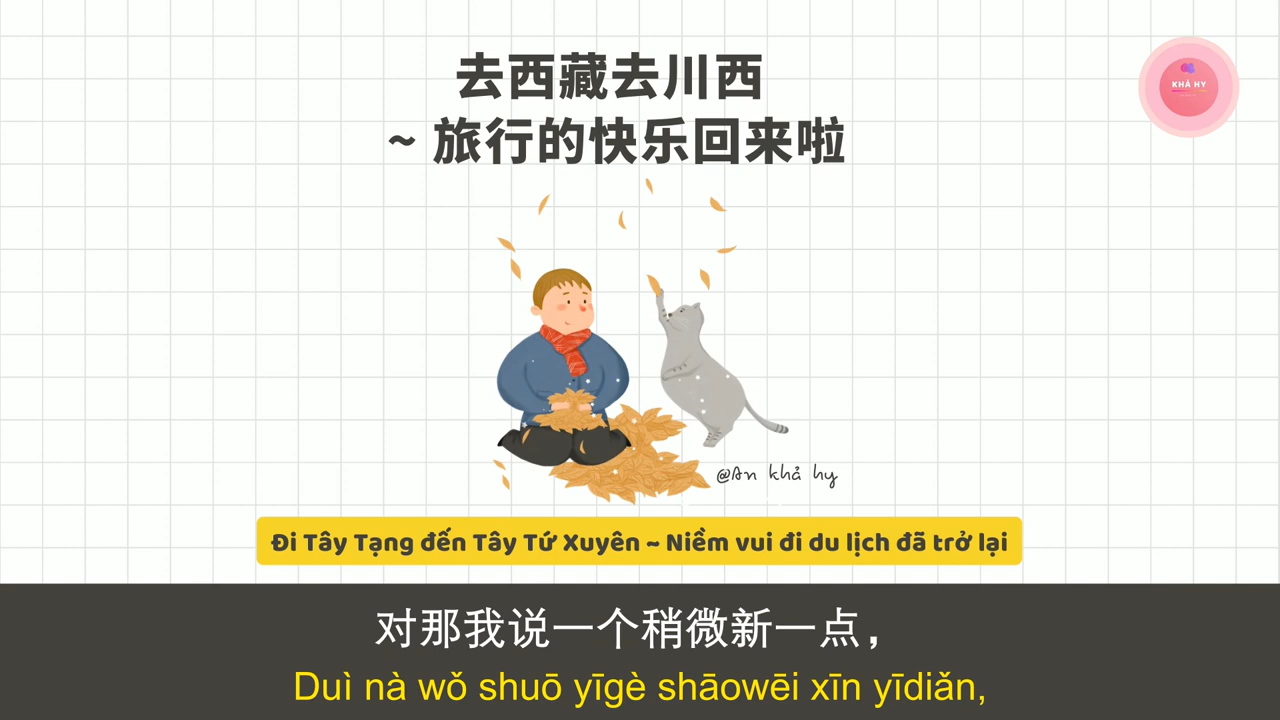 去西藏去川西
~ 旅行的快乐回来啦
KHẢ HY
@An khả hy
Đi Tây Tạng đến Tây Tứ Xuyên ~ Niềm vui đi du lịch đã trở lại
对那我说一个稍微新一点，
Duì nà wǒ shuō yīgè shāowēi xīn yīdiǎn,